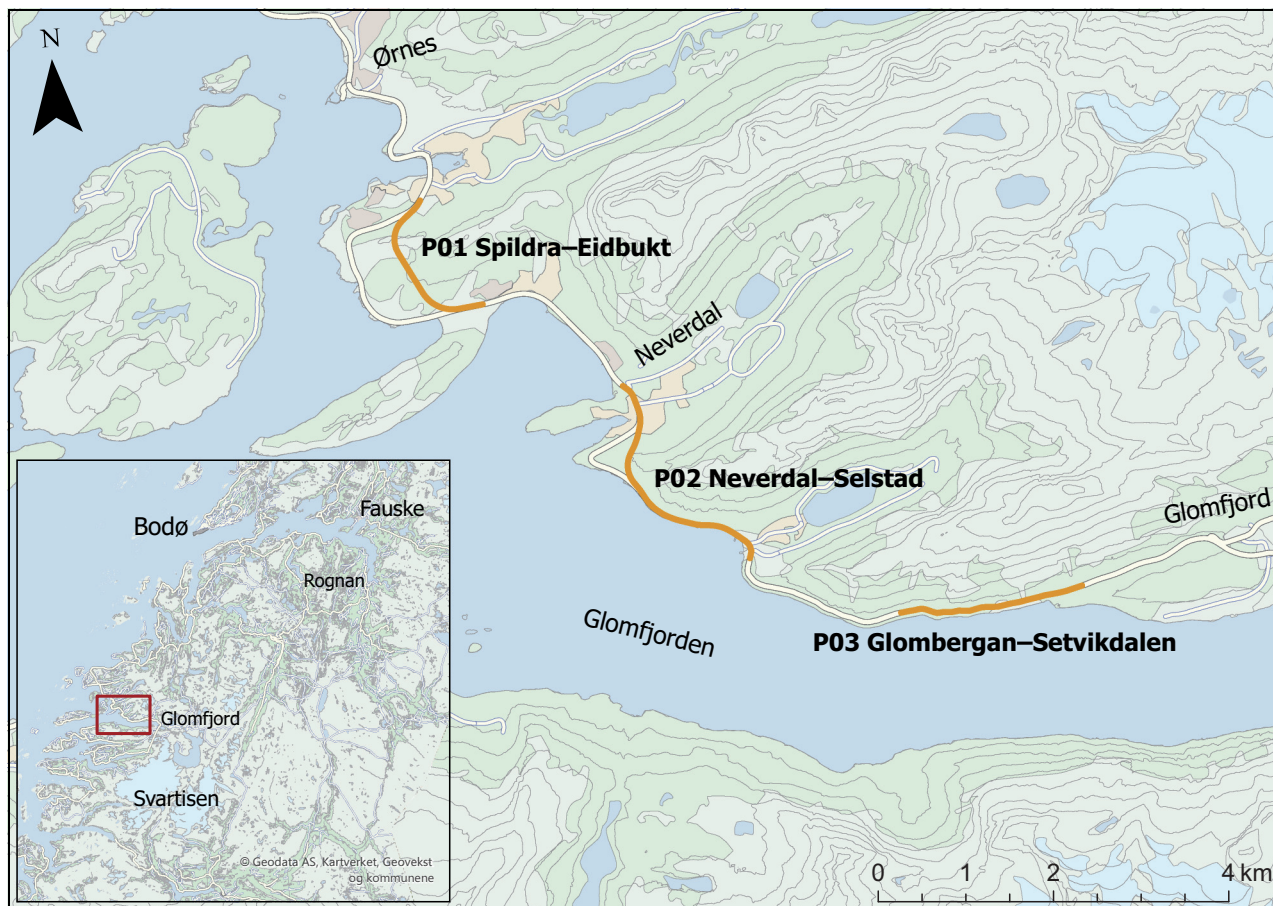 N
Ørnes
P01 Spildra–Eidbukt
Neverdal
P02 Neverdal–Selstad
Glomfjord
Glomfjorden
P03 Glombergan–Setvikdalen
Bodø
Fauske
Rognan
Glomfjord
Svartisen
© Geodata AS, Kartverket, Geovekst
og kommunene
0 2 4 km